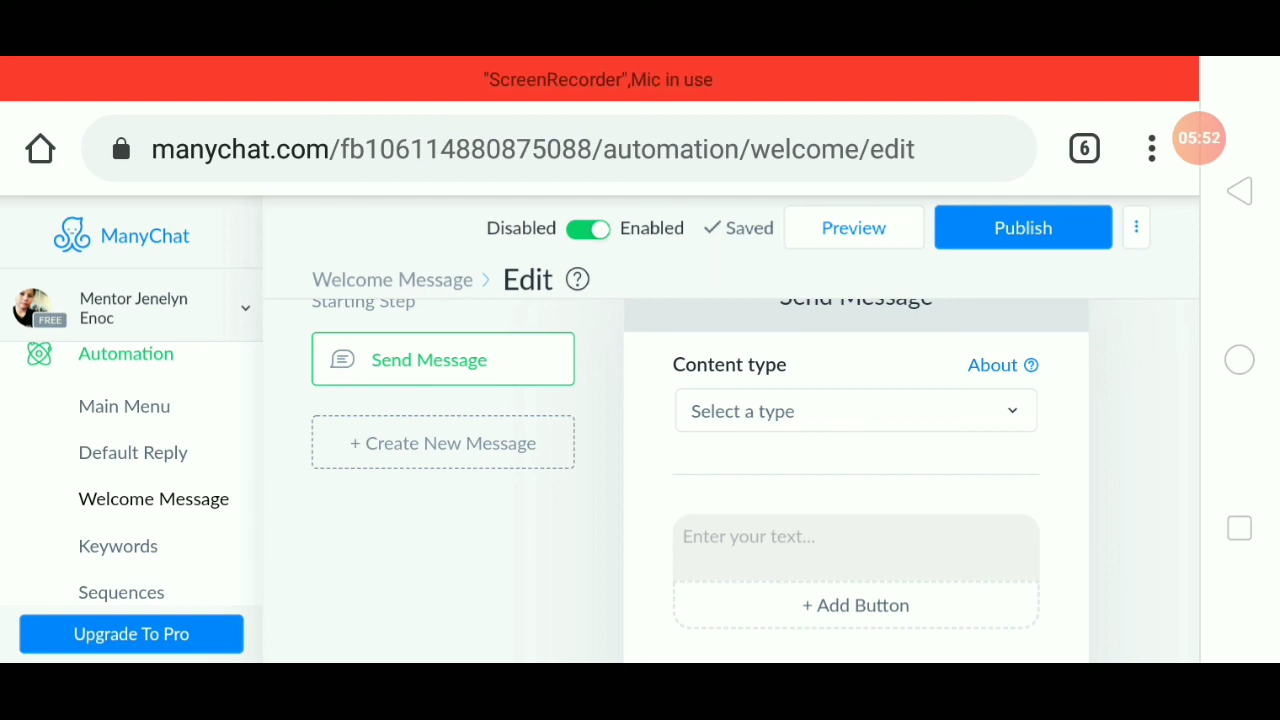 "ScreenRecorder",Mic in use
manychat.com/fb106114880875088/automation/welcome/edit
6
05:52
ManyChat
Disabled
Enabled
Saved
Preview
Publish
Mentor Jenelyn
Enoc
FREE
Welcome Message
Edit
?
Starting Step
Send Message
Automation
Send Message
Content type
About ?
Select a type
Main Menu
+ Create New Message
Default Reply
Welcome Message
Enter your text...
Keywords
Sequences
+ Add Button
Upgrade To Pro